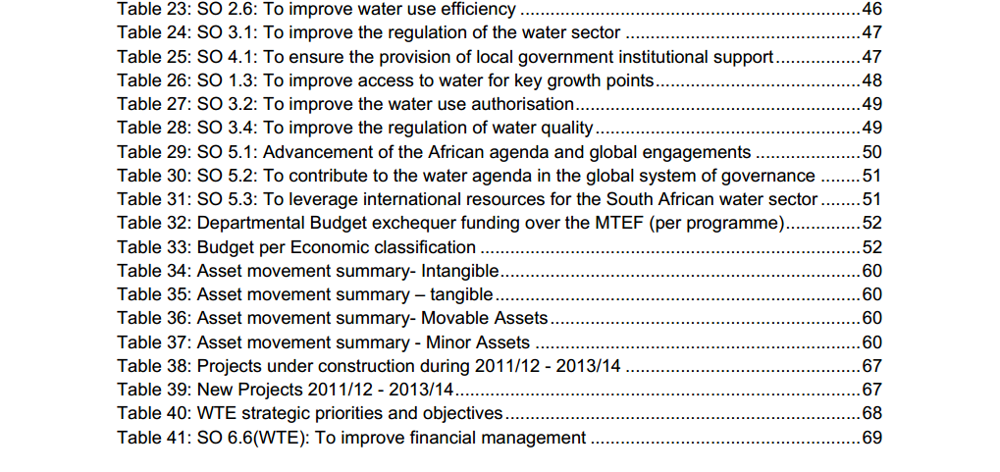 Table 23: SO 2.6: To improve water use efficiency ........................................................................46
Table 24: SO 3.1: To improve the regulation of the water sector ..................................................47
Table 25: SO 4.1: To ensure the provision of local government institutional support.................47
Table 26: SO 1.3: To improve access to water for key growth points...........................................48
Table 27: SO 3.2: To improve the water use authorisation............................................................49
Table 28: SO 3.4: To improve the regulation of water quality........................................................49
Table 29: SO 5.1: Advancement of the African agenda and global engagements .....................50
Table 30: SO 5.2: To contribute to the water agenda in the global system of governance ........51
Table 31: SO 5.3: To leverage international resources for the South African water sector ........51
Table 32: Departmental Budget exchequer funding over the MTEF (per programme)...............52
Table 33: Budget per Economic classification ................................................................................52
Table 34: Asset movement summary- Intangible............................................................................60
Table 35: Asset movement summary – tangible.............................................................................60
Table 36: Asset movement summary- Movable Assets..................................................................60
Table 37: Asset movement summary - Minor Assets .....................................................................60
Table 38: Projects under construction during 2011/12 - 2013/14 ..................................................67
Table 39: New Projects 2011/12 - 2013/14.....................................................................................67
Table 40: WTE strategic priorities and objectives...........................................................................68
Table 41: SO 6.6(WTE): To improve financial management .........................................................69